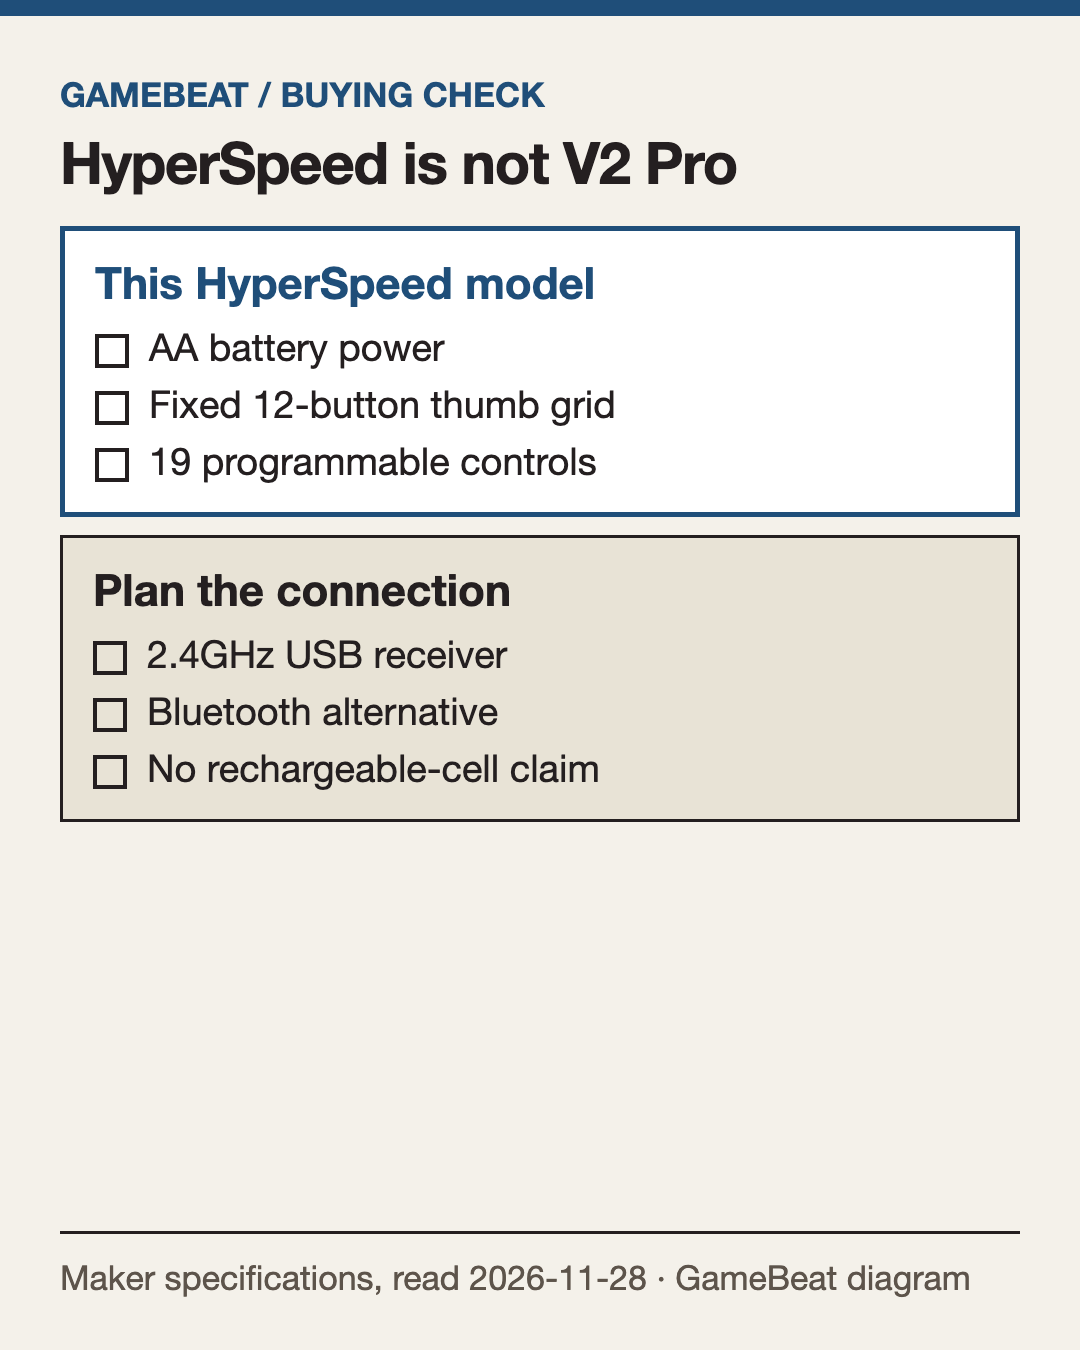 GAMEBEAT / BUYING CHECK
HyperSpeed is not V2 Pro
This HyperSpeed model
AA battery power
Fixed 12-button thumb grid
19 programmable controls
Plan the connection
2.4GHz USB receiver
Bluetooth alternative
No rechargeable-cell claim
Maker specifications, read 2026-11-28 · GameBeat diagram